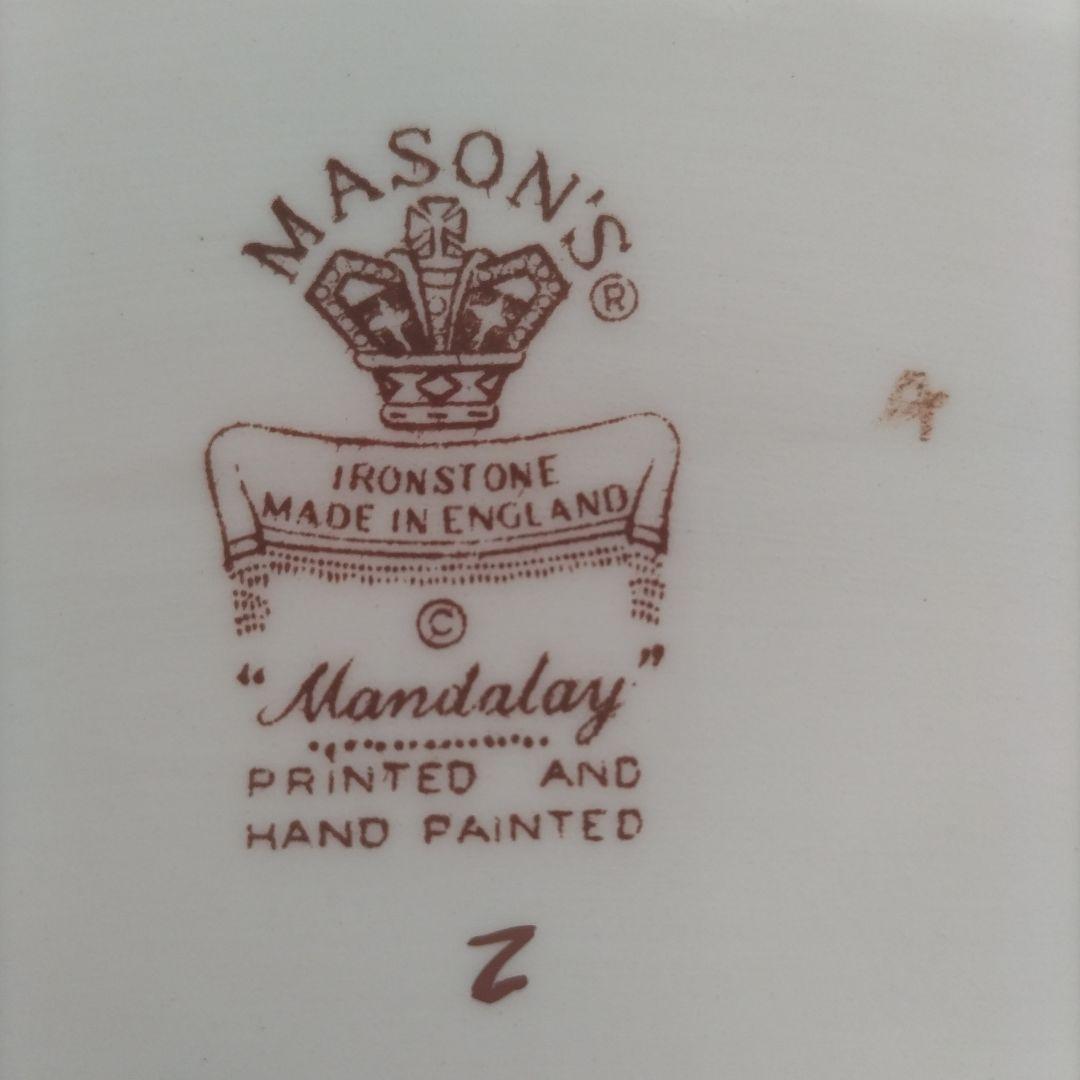 MASON'S ®
IRONSTONE
MADE IN ENGLAND
©
"Mandalay"
PRINTED AND
HAND PAINTED
Z